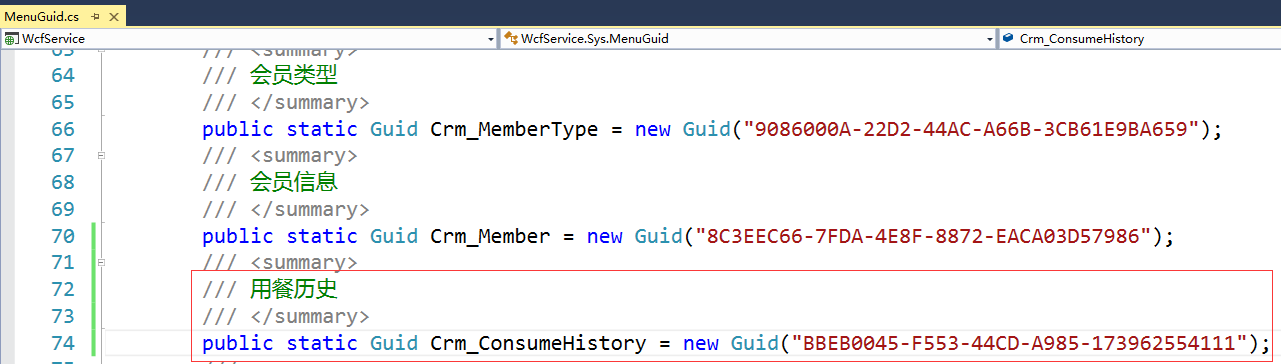 MenuGuid.cs
WcfService WcfService.Sys.MenuGuid Crm_ConsumeHistory
63 /// <summary>
64 /// 会员类型
65 /// </summary>
66 public static Guid Crm_MemberType = new Guid("9086000A-22D2-44AC-A66B-3CB61E9BA659");
67 /// <summary>
68 /// 会员信息
69 /// </summary>
70 public static Guid Crm_Member = new Guid("8C3EEC66-7FDA-4E8F-8872-EACA03D57986");
71 /// <summary>
72 /// 用餐历史
73 /// </summary>
74 public static Guid Crm_ConsumeHistory = new Guid("BBEB0045-F553-44CD-A985-173962554111");